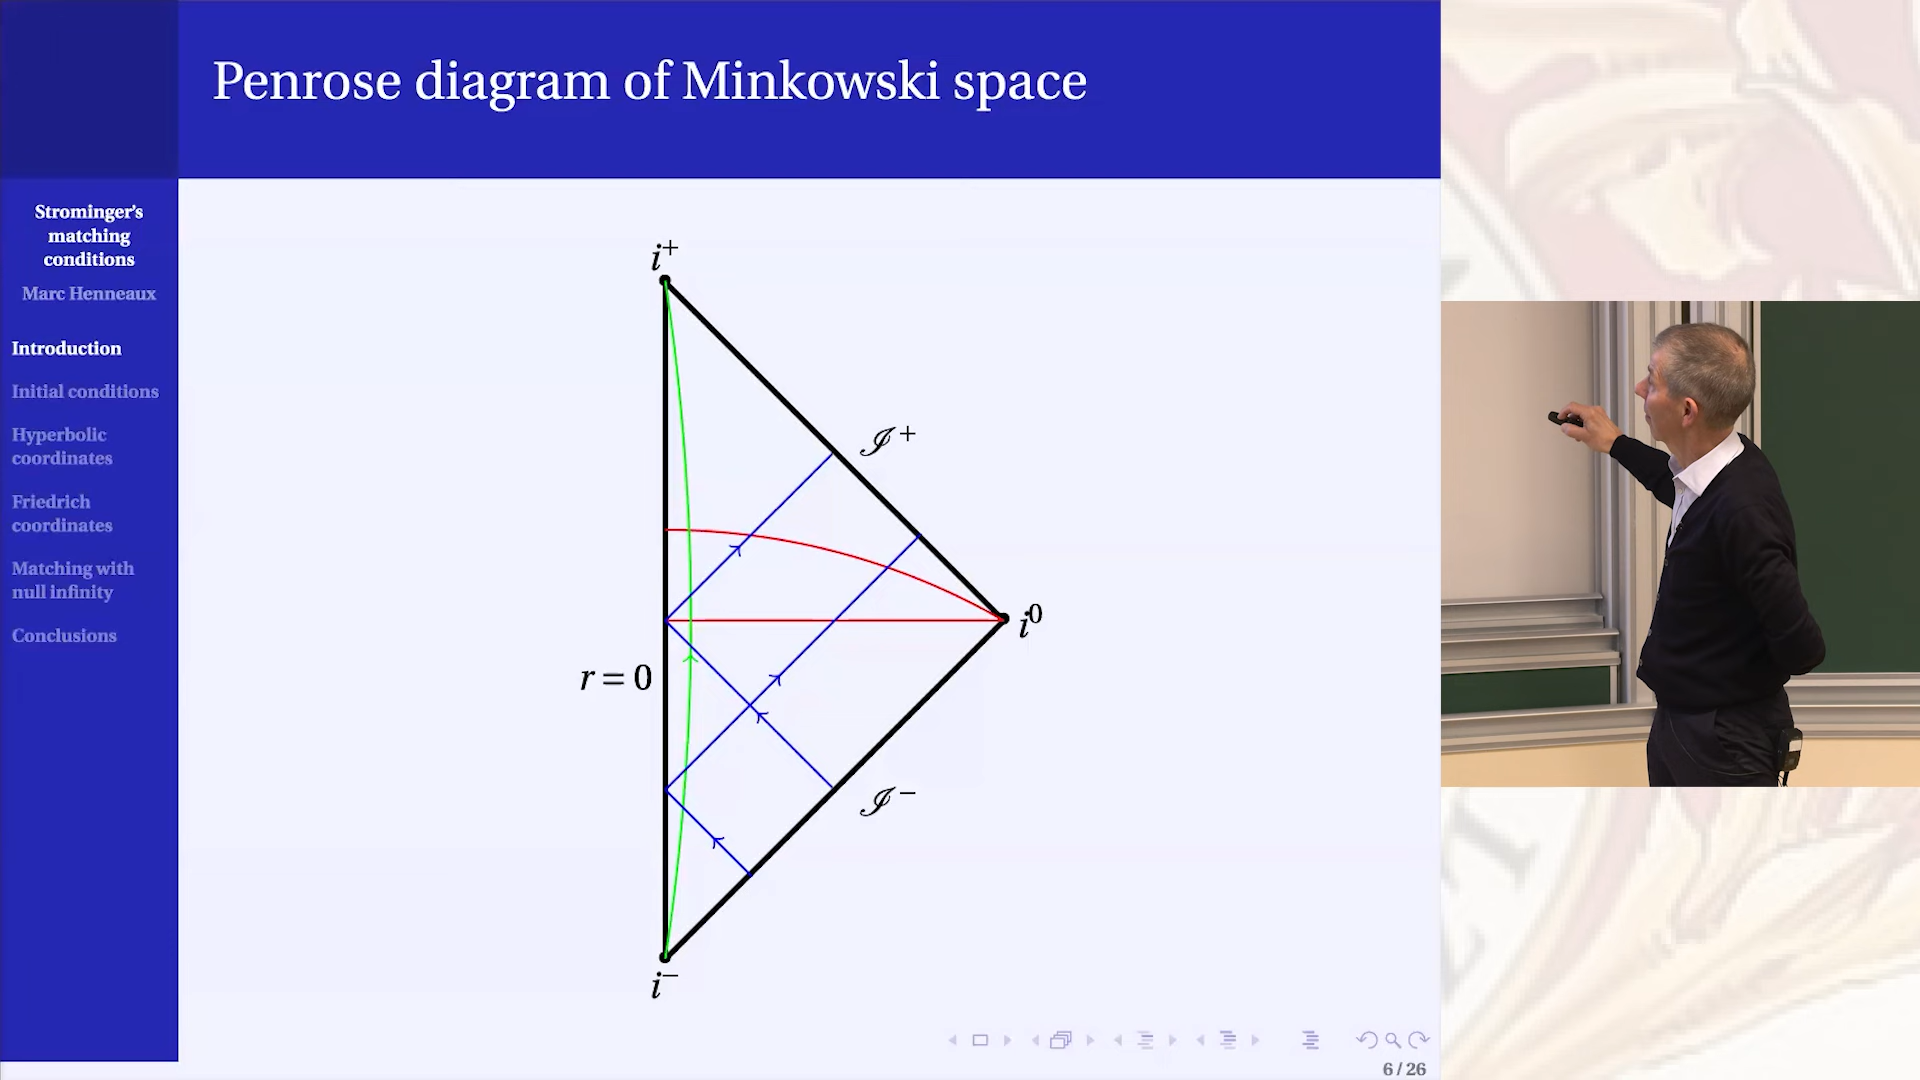 Penrose diagram of Minkowski space
Strominger's
matching
conditions
Marc Henneaux
Introduction
Initial conditions
Hyperbolic
coordinates
Friedrich
coordinates
Matching with
null infinity
Conclusions
i⁺
ℐ⁺
i⁰
r = 0
ℐ⁻
i⁻
6 / 26